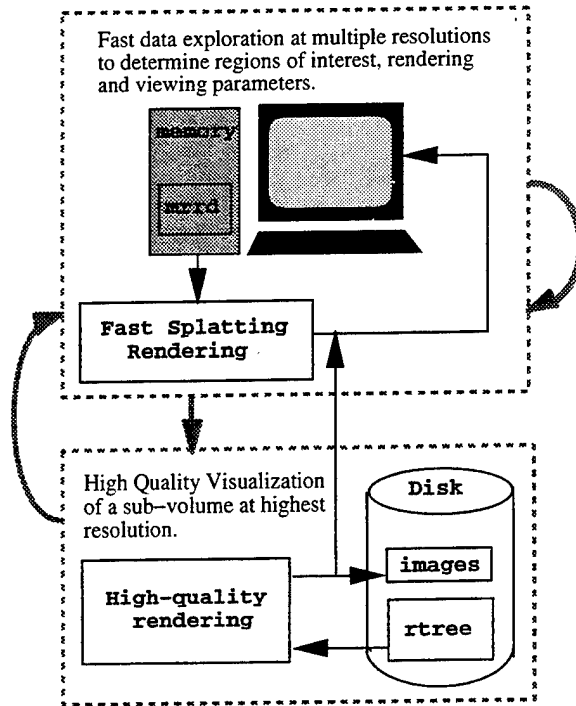 Fast data exploration at multiple resolutions
to determine regions of interest, rendering
and viewing parameters.
memory
mrrd
Fast Splatting
Rendering
High Quality Visualization
of a sub-volume at highest
resolution.
Disk
images
High-quality
rendering
rtree